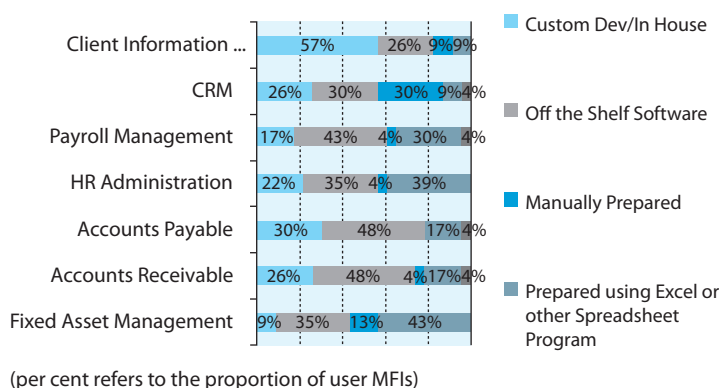 Client Information ... 57% 26% 9% 9%
CRM 26% 30% 30% 9% 4%
Payroll Management 17% 43% 4% 30% 4%
HR Administration 22% 35% 4% 39%
Accounts Payable 30% 48% 17% 4%
Accounts Receivable 26% 48% 4% 17% 4%
Fixed Asset Management 9% 35% 13% 43%
(per cent refers to the proportion of user MFIs)
Custom Dev/In House
Off the Shelf Software
Manually Prepared
Prepared using Excel or
other Spreadsheet
Program